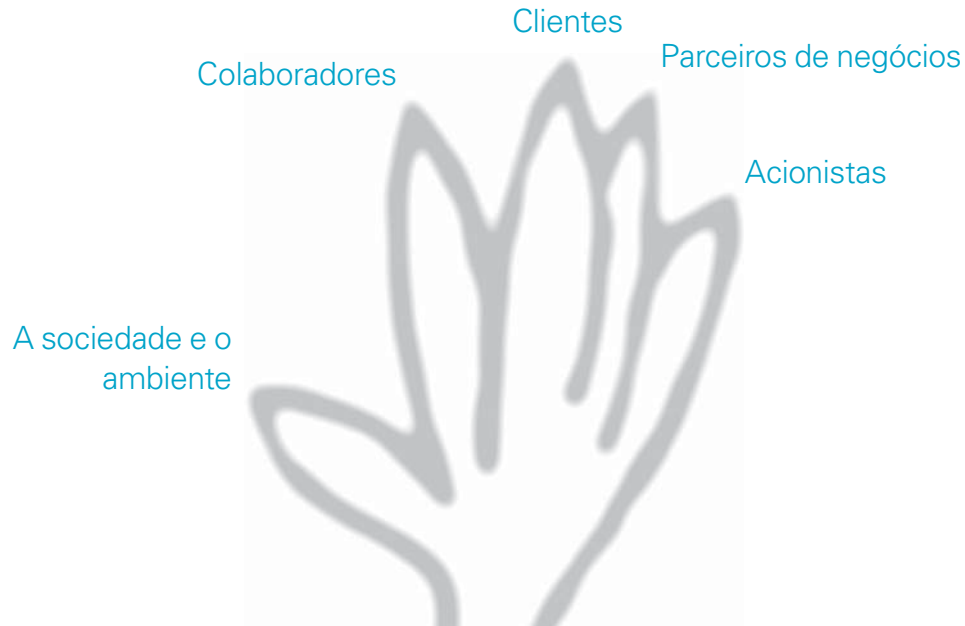 Clientes
Parceiros de negócios
Colaboradores
Acionistas
A sociedade e o
ambiente